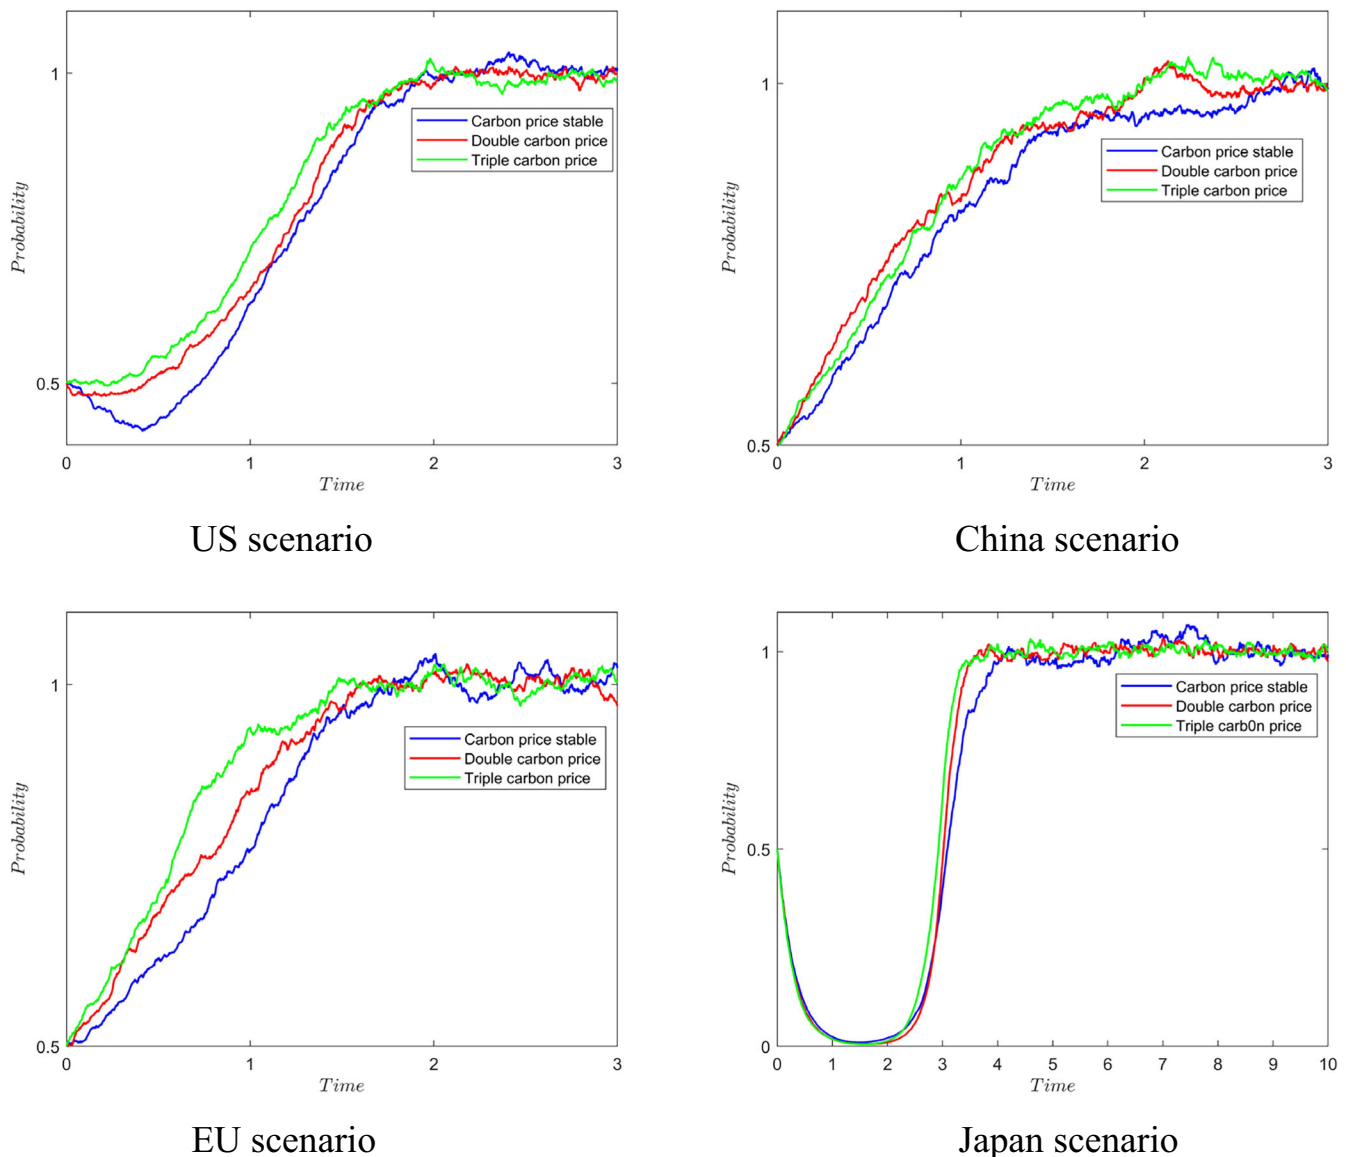 1
0.5
Probability
Carbon price stable
Double carbon price
Triple carbon price
0 1 2 3
Time
US scenario
1
0.5
Probability
Carbon price stable
Double carbon price
Triple carbon price
0 1 2 3
Time
China scenario
1
0.5
Probability
Carbon price stable
Double carbon price
Triple carbon price
0 1 2 3
Time
EU scenario
1
0.5
0
Probability
Carbon price stable
Double carbon price
Triple carb0n price
0 1 2 3 4 5 6 7 8 9 10
Time
Japan scenario